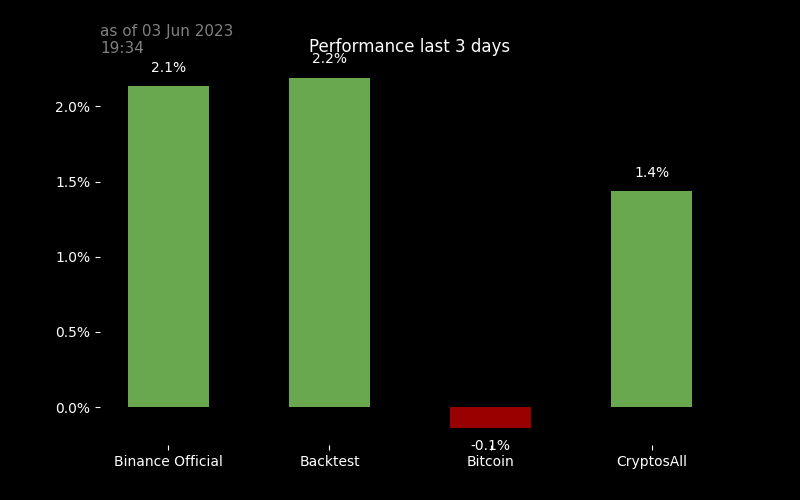 as of 03 Jun 2023
19:34
Performance last 3 days
2.1%
2.2%
2.0%
1.5%
1.4%
1.0%
0.5%
0.0%
-0.1%
Binance Official
Backtest
Bitcoin
CryptosAll